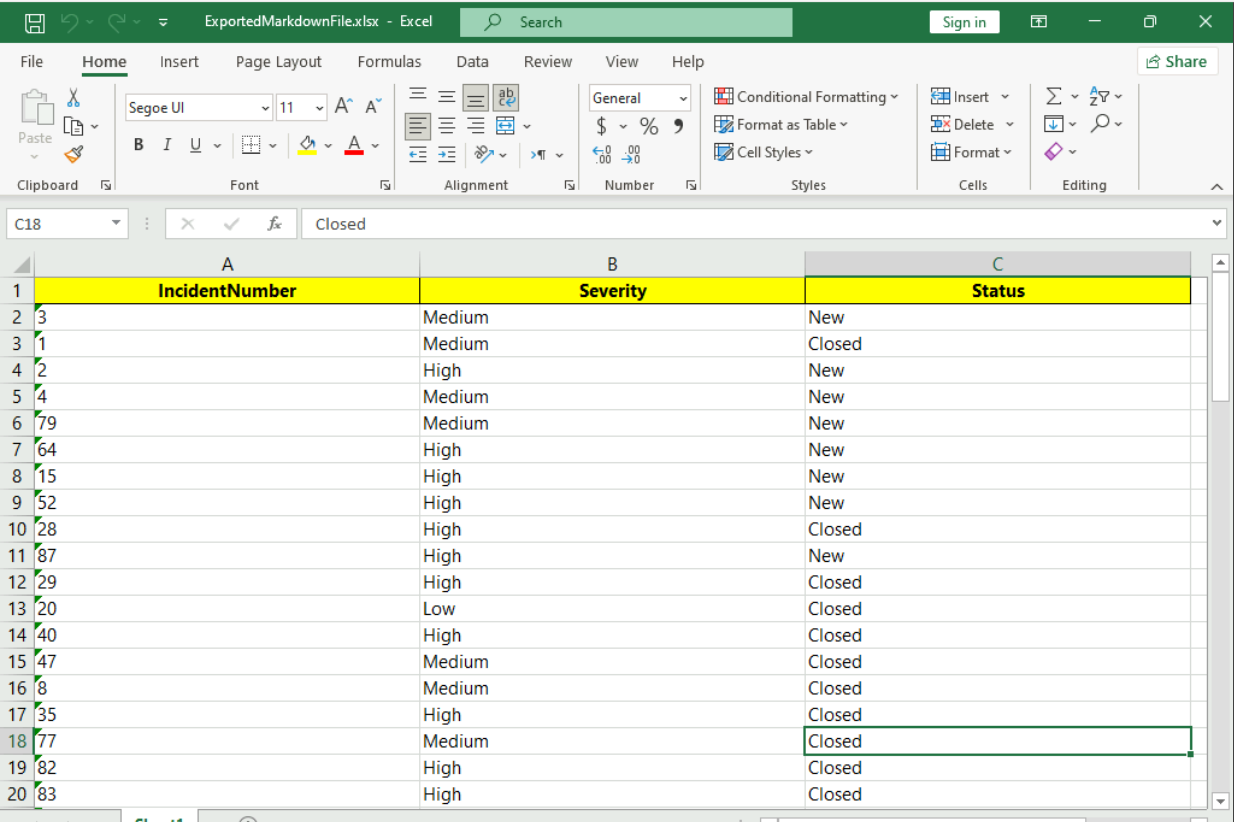 ExportedMarkdownFile.xlsx - Excel Search Sign in
File Home Insert Page Layout Formulas Data Review View Help Share
Paste Segoe UI 11 A^ Aˇ ab General Conditional Formatting Insert Σ
B I U A $ % , Format as Table Delete
Cell Styles Format
Clipboard Font Alignment Number Styles Cells Editing
C18 fx Closed
A B C
1 IncidentNumber Severity Status
2 3 Medium New
3 1 Medium Closed
4 2 High New
5 4 Medium New
6 79 Medium New
7 64 High New
8 15 High New
9 52 High New
10 28 High Closed
11 87 High New
12 29 High Closed
13 20 Low Closed
14 40 High Closed
15 47 Medium Closed
16 8 Medium Closed
17 35 High Closed
18 77 Medium Closed
19 82 High Closed
20 83 High Closed